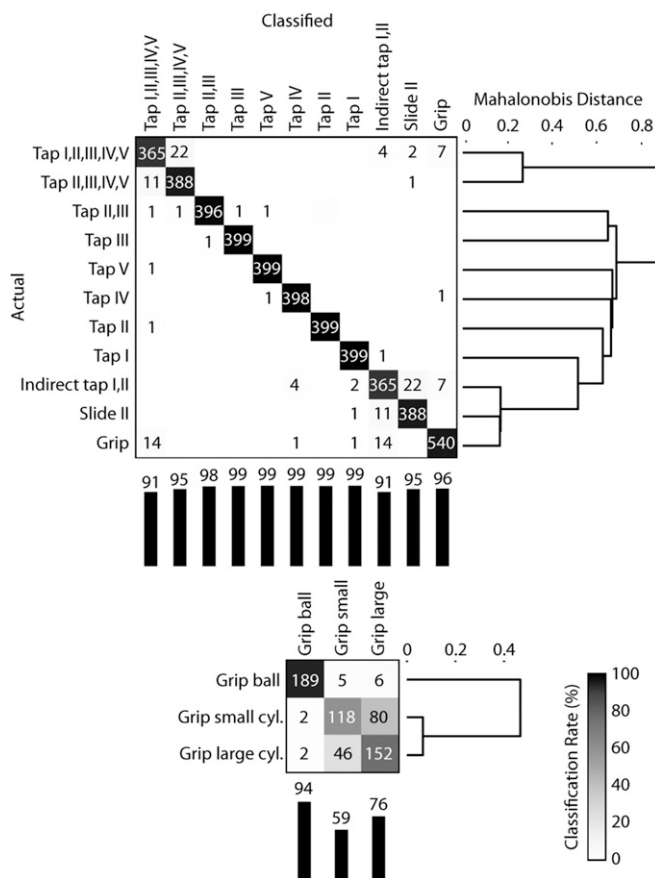 Classified
Tap I,II,III,IV,V
Tap II,III,IV,V
Tap II,III
Tap III
Tap V
Tap IV
Tap II
Tap I
Indirect tap I,II
Slide II
Grip
Mahalonobis Distance
0 0.2 0.6 0.8
Actual
Tap I,II,III,IV,V 365 22 4 2 7
Tap II,III,IV,V 11 388 1
Tap II,III 1 1 396 1 1
Tap III 1 399
Tap V 1 399
Tap IV 1 398 1
Tap II 1 399
Tap I 399 1
Indirect tap I,II 4 2 365 22 7
Slide II 1 11 388
Grip 14 1 1 14 540
91 95 98 99 99 99 99 99 91 95 96
Grip ball
Grip small
Grip large
0 0.2 0.4
Grip ball 189 5 6
Grip small cyl. 2 118 80
Grip large cyl. 2 46 152
94 59 76
Classification Rate (%)
100
80
60
40
20
0